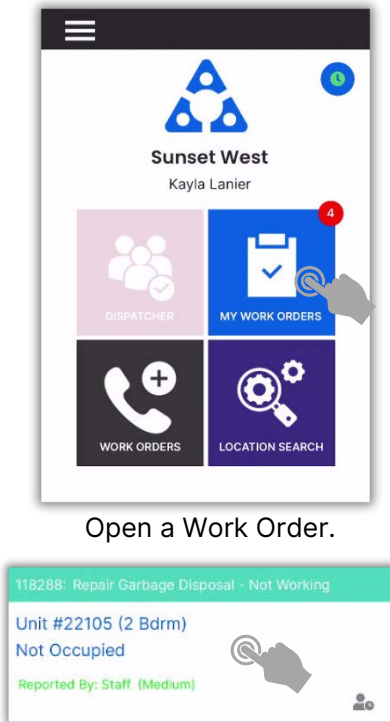 Sunset West
Kayla Lanier
4
DISPATCHER
MY WORK ORDERS
WORK ORDERS
LOCATION SEARCH
Open a Work Order.
118288: Repair Garbage Disposal - Not Working
Unit #22105 (2 Bdrm)
Not Occupied
Reported By: Staff (Medium)